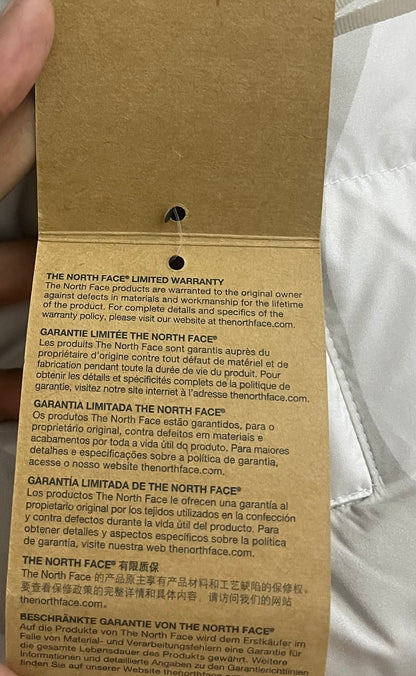 THE NORTH FACE® LIMITED WARRANTY
The North Face products are warranted to the original owner
against defects in materials and workmanship for the lifetime
of the product. For complete details and specifics of the
warranty policy, please visit our website at thenorthface.com.
GARANTIE LIMITÉE THE NORTH FACE®
Les produits The North Face sont garantis auprès du
propriétaire d'origine contre tout défaut de matériel et de
fabrication pendant toute la durée de vie du produit. Pour
obtenir les détails et spécificités complets de la politique de
garantie, visitez notre site internet à l'adresse thenorthface.com.
GARANTIA LIMITADA THE NORTH FACE®
Os produtos The North Face estão garantidos, para o
proprietário original, contra defeitos em materiais e
acabamentos por toda a vida útil do produto. Para maiores
detalhes e especificações sobre a política de garantia,
acesse o nosso website thenorthface.com.
GARANTÍA LIMITADA DE THE NORTH FACE®
Los productos The North Face le ofrecen una garantía al
propietario original por los tejidos utilizados en la confección
y contra defectos durante la vida útil del producto. Para
obtener detalles y aspectos específicos sobre la política
de garantía, visite nuestra web thenorthface.com.
THE NORTH FACE® 有限质保
The North Face 的产品原主享有产品材料和工艺缺陷的保修权。
要查看保修政策的完整详情和具体内容，请访问我们的网站
thenorthface.com。
BESCHRÄNKTE GARANTIE VON THE NORTH FACE®
Auf die Produkte von The North Face wird dem Erstkäufer im
Falle von Material- und Verarbeitungsfehlern eine Garantie für
die gesamte Lebensdauer des Produkts gewährt. Weitere
Informationen und detaillierte Angaben zu den Garantierichtlinien
finden Sie auf unserer Website thenorthface